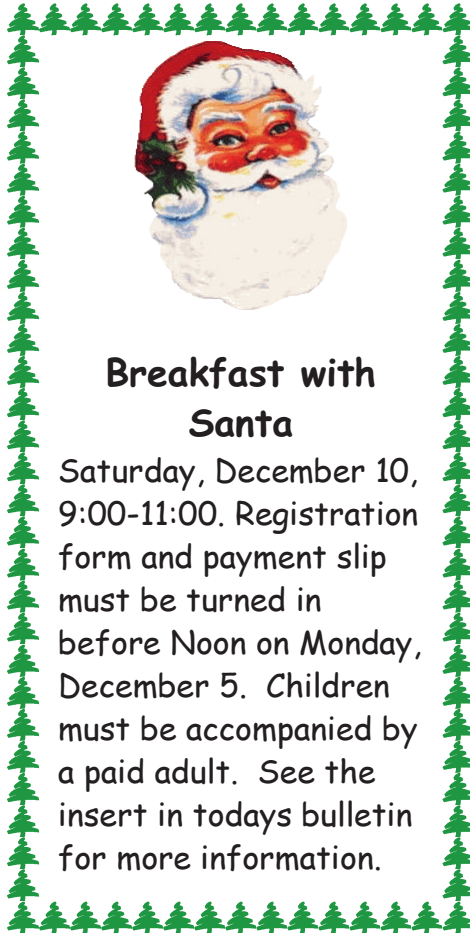 Breakfast with
Santa
Saturday, December 10,
9:00-11:00. Registration
form and payment slip
must be turned in
before Noon on Monday,
December 5.  Children
must be accompanied by
a paid adult.  See the
insert in todays bulletin
for more information.